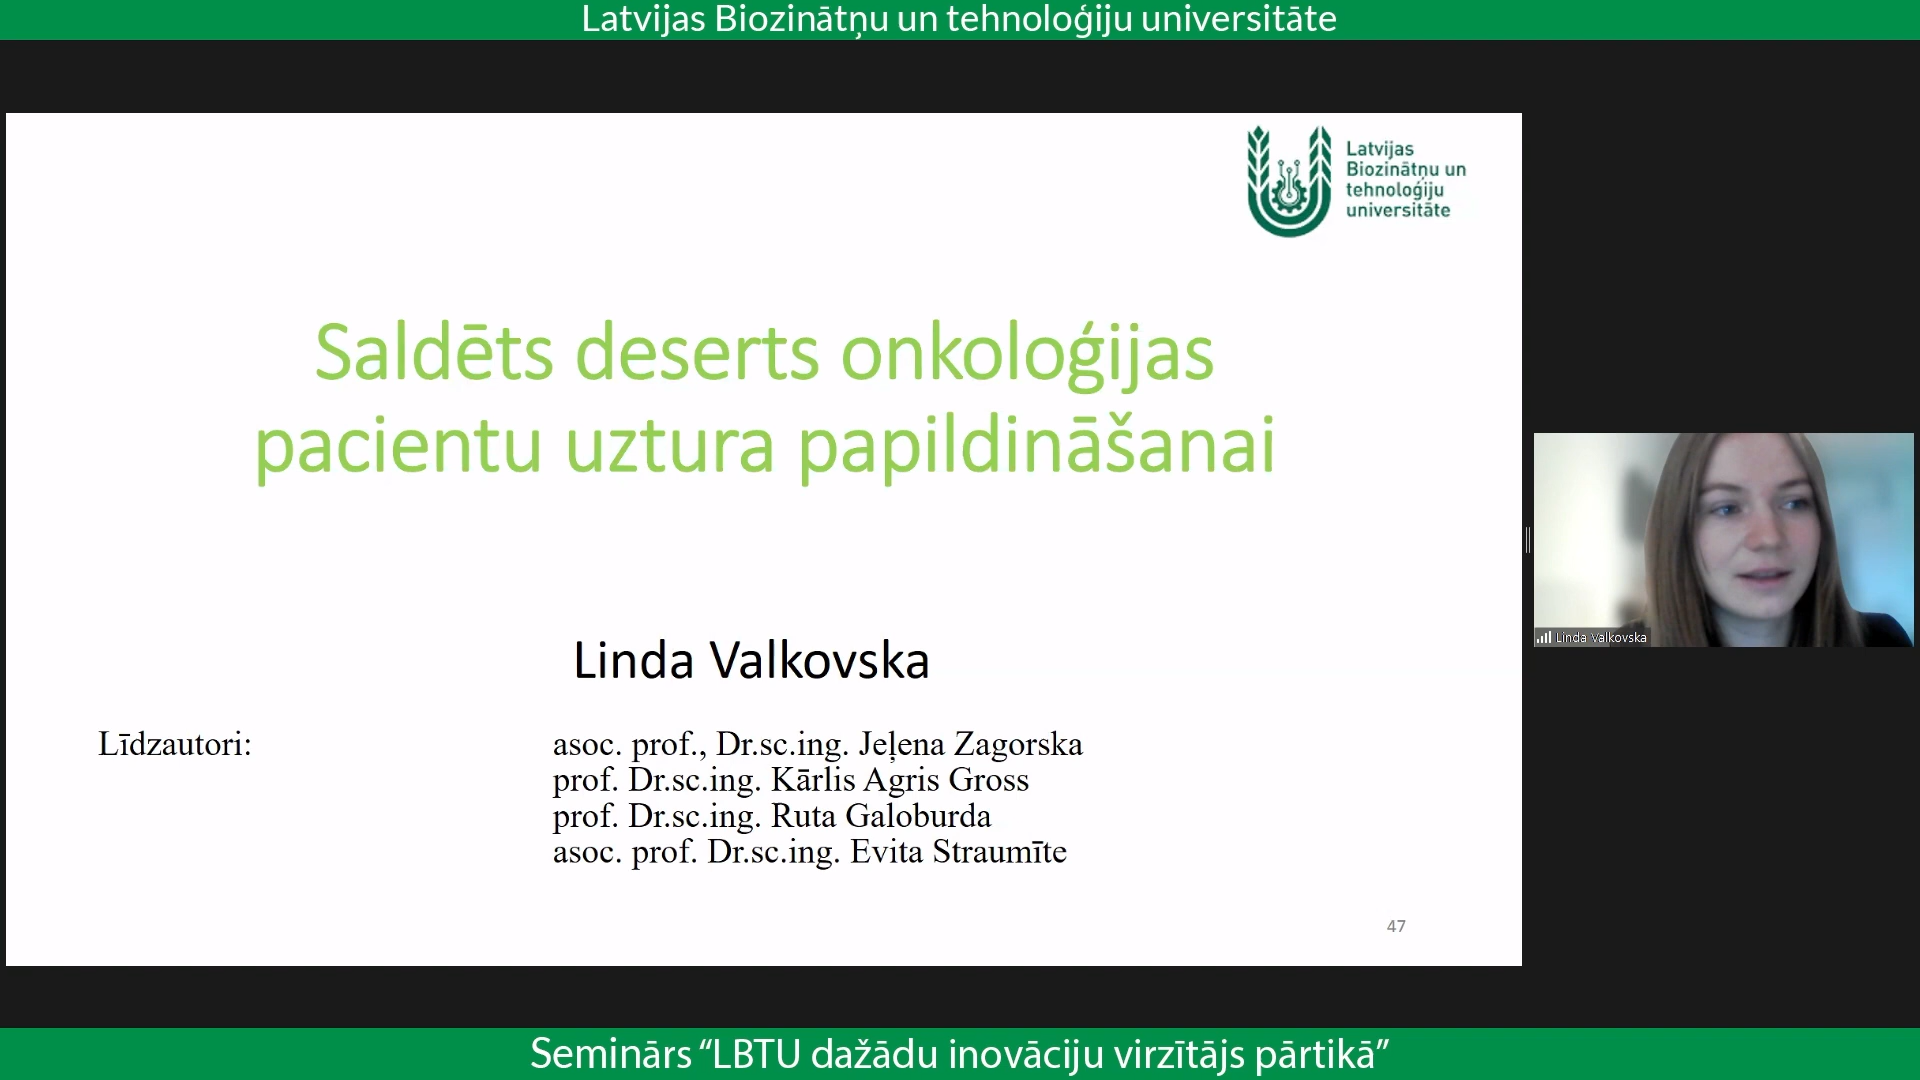 Latvijas Biozinātņu un tehnoloģiju universitāte
Latvijas
Biozinātņu un
tehnoloģiju
universitāte
Saldēts deserts onkoloģijas
pacientu uztura papildināšanai
Linda Valkovska
Līdzautori:
asoc. prof., Dr.sc.ing. Jeļena Zagorska
prof. Dr.sc.ing. Kārlis Agris Gross
prof. Dr.sc.ing. Ruta Galoburda
asoc. prof. Dr.sc.ing. Evita Straumīte
47
Linda Valkovska
Seminārs “LBTU dažādu inovāciju virzītājs pārtikā”